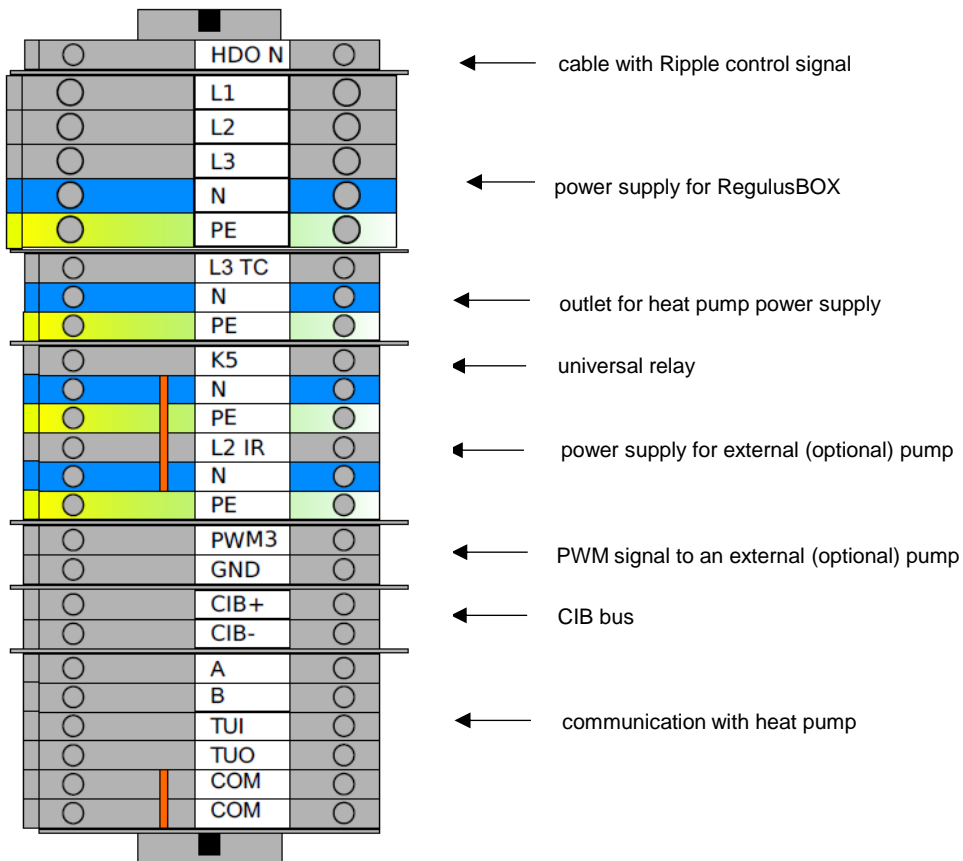 HDO N
cable with Ripple control signal
L1
L2
L3
N
power supply for RegulusBOX
PE
L3 TC
N
outlet for heat pump power supply
PE
K5
universal relay
N
PE
L2 IR
power supply for external (optional) pump
N
PE
PWM3
PWM signal to an external (optional) pump
GND
CIB+
CIB bus
CIB-
A
B
TUI
communication with heat pump
TUO
COM
COM